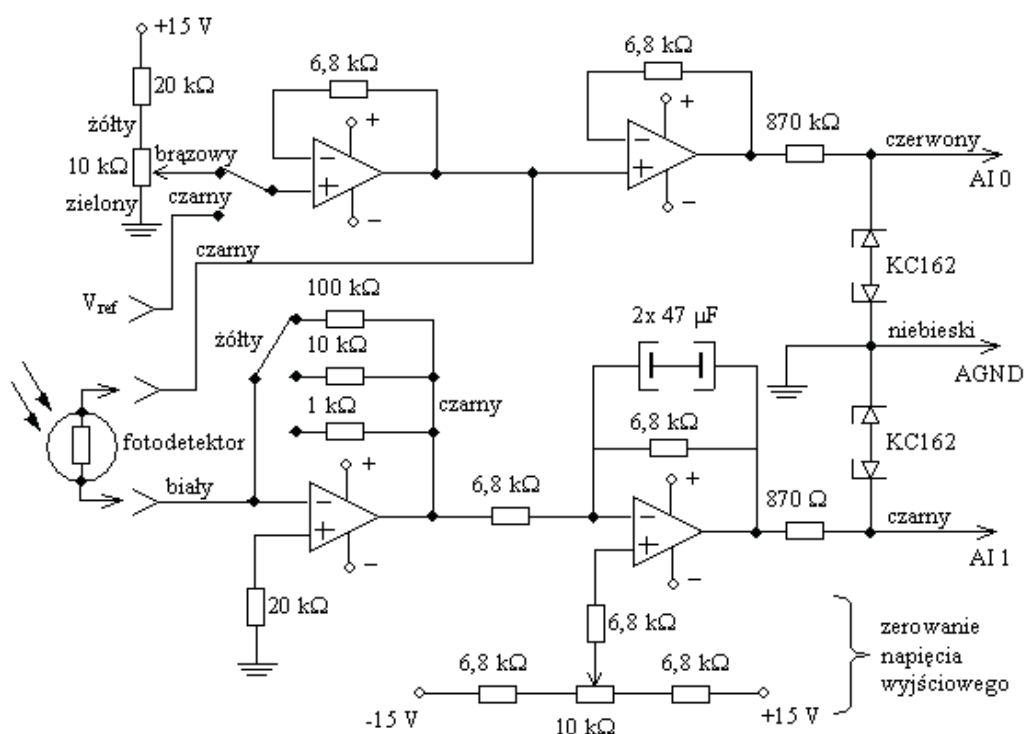 +15 V
6,8 kΩ
6,8 kΩ
20 kΩ
żółty
870 kΩ
czerwony
10 kΩ
brązowy
AI 0
zielony
czarny
czarny
KC162
Vref
100 kΩ
2x 47 μF
żółty
10 kΩ
niebieski
AGND
1 kΩ
czarny
6,8 kΩ
KC162
fotodetektor
biały
6,8 kΩ
870 Ω
czarny
AI 1
20 kΩ
6,8 kΩ
zerowanie
napięcia
wyjściowego
6,8 kΩ
6,8 kΩ
-15 V
+15 V
10 kΩ